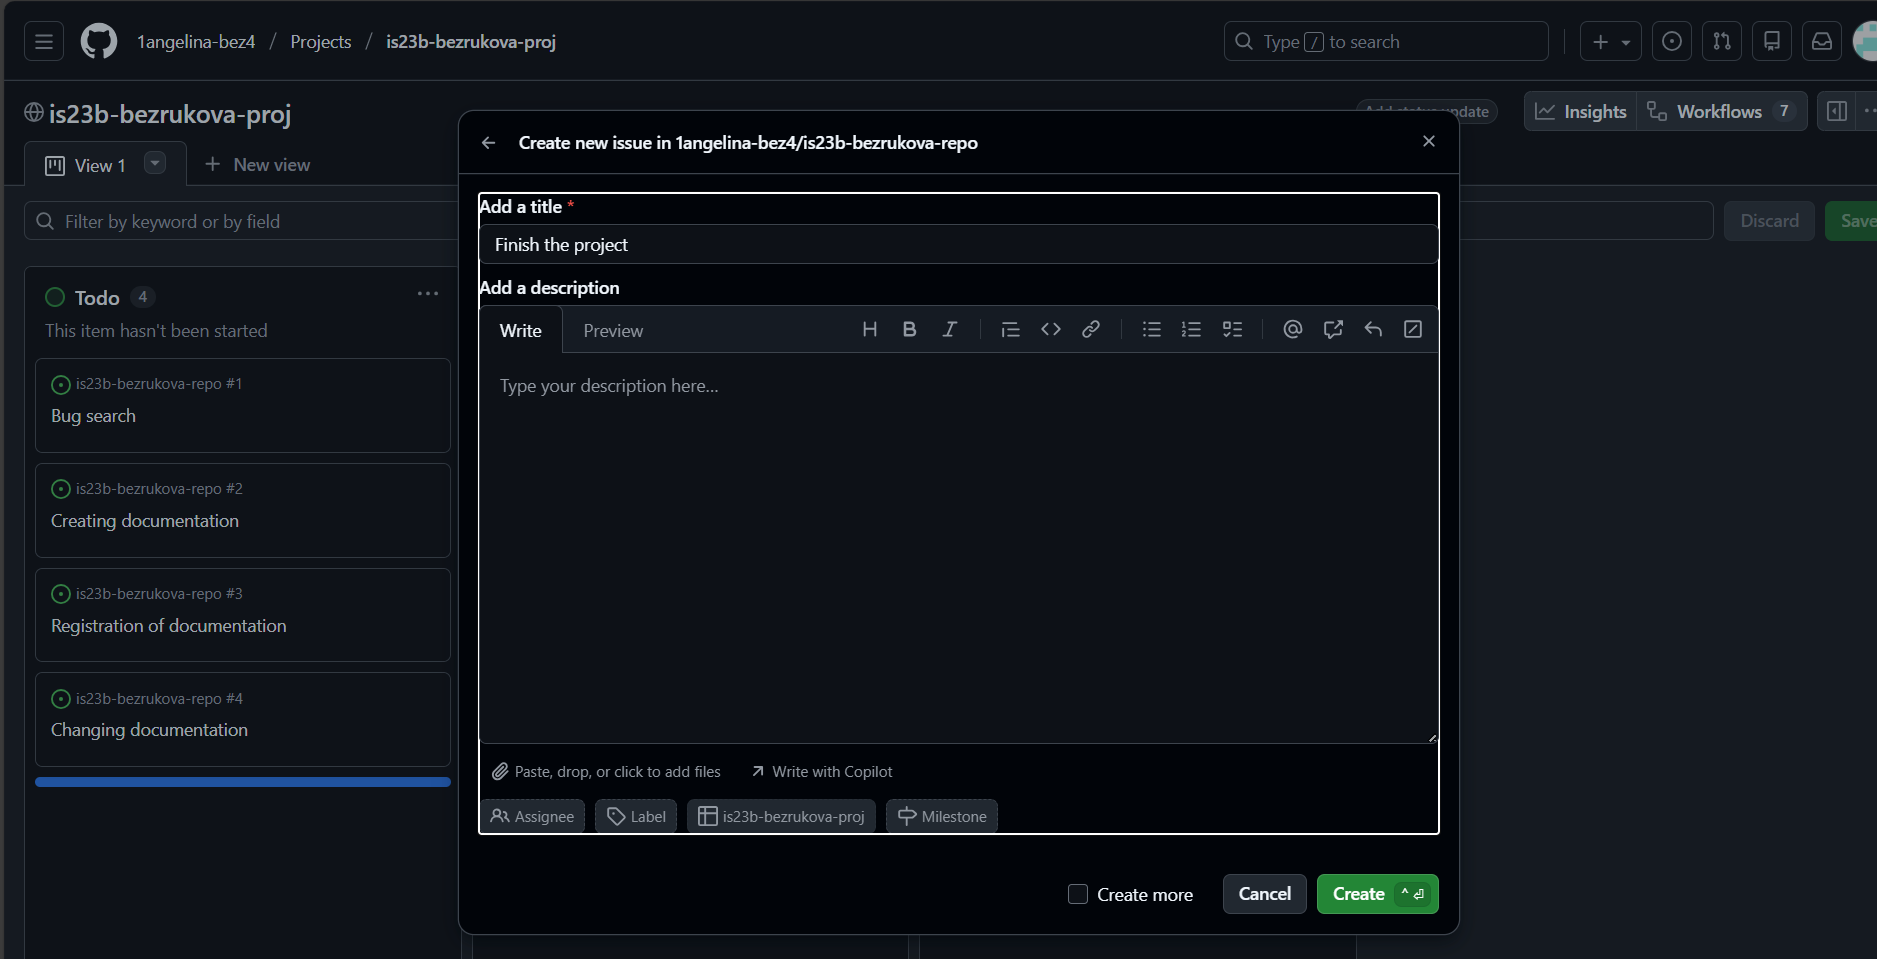 1angelina-bez4 / Projects / is23b-bezrukova-proj
Type / to search
is23b-bezrukova-proj
Add status update
Insights
Workflows 7
View 1
New view
Filter by keyword or by field
Discard
Save
Todo 4
This item hasn't been started
is23b-bezrukova-repo #1
Bug search
is23b-bezrukova-repo #2
Creating documentation
is23b-bezrukova-repo #3
Registration of documentation
is23b-bezrukova-repo #4
Changing documentation
Create new issue in 1angelina-bez4/is23b-bezrukova-repo
Add a title *
Finish the project
Add a description
Write
Preview
Type your description here...
Paste, drop, or click to add files
Write with Copilot
Assignee
Label
is23b-bezrukova-proj
Milestone
Create more
Cancel
Create